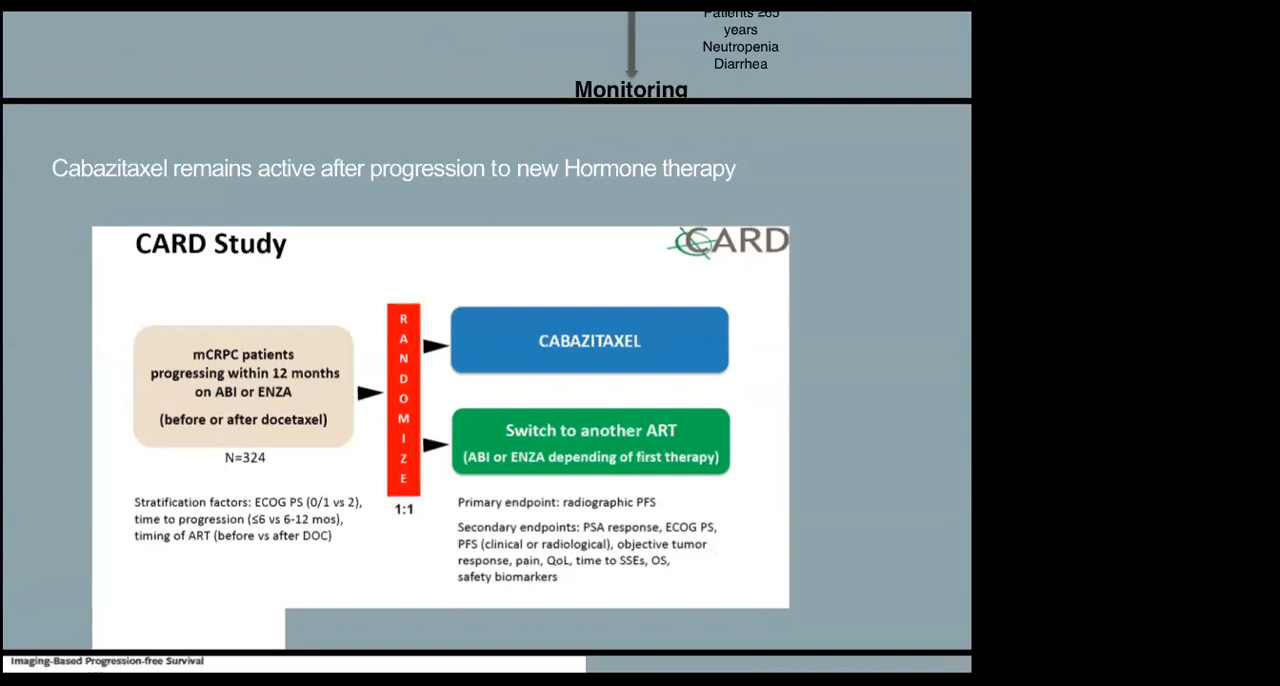 Patients ≥65
years
Neutropenia
Diarrhea
Monitoring
Cabazitaxel remains active after progression to new Hormone therapy
CARD Study
CARD
mCRPC patients
progressing within 12 months
on ABI or ENZA
(before or after docetaxel)
N=324
Stratification factors: ECOG PS (0/1 vs 2),
time to progression (≤6 vs 6-12 mos),
timing of ART (before vs after DOC)
RANDOMIZE
1:1
CABAZITAXEL
Switch to another ART
(ABI or ENZA depending of first therapy)
Primary endpoint: radiographic PFS
Secondary endpoints: PSA response, ECOG PS,
PFS (clinical or radiological), objective tumor
response, pain, QoL, time to SSEs, OS,
safety biomarkers
Imaging-Based Progression-free Survival